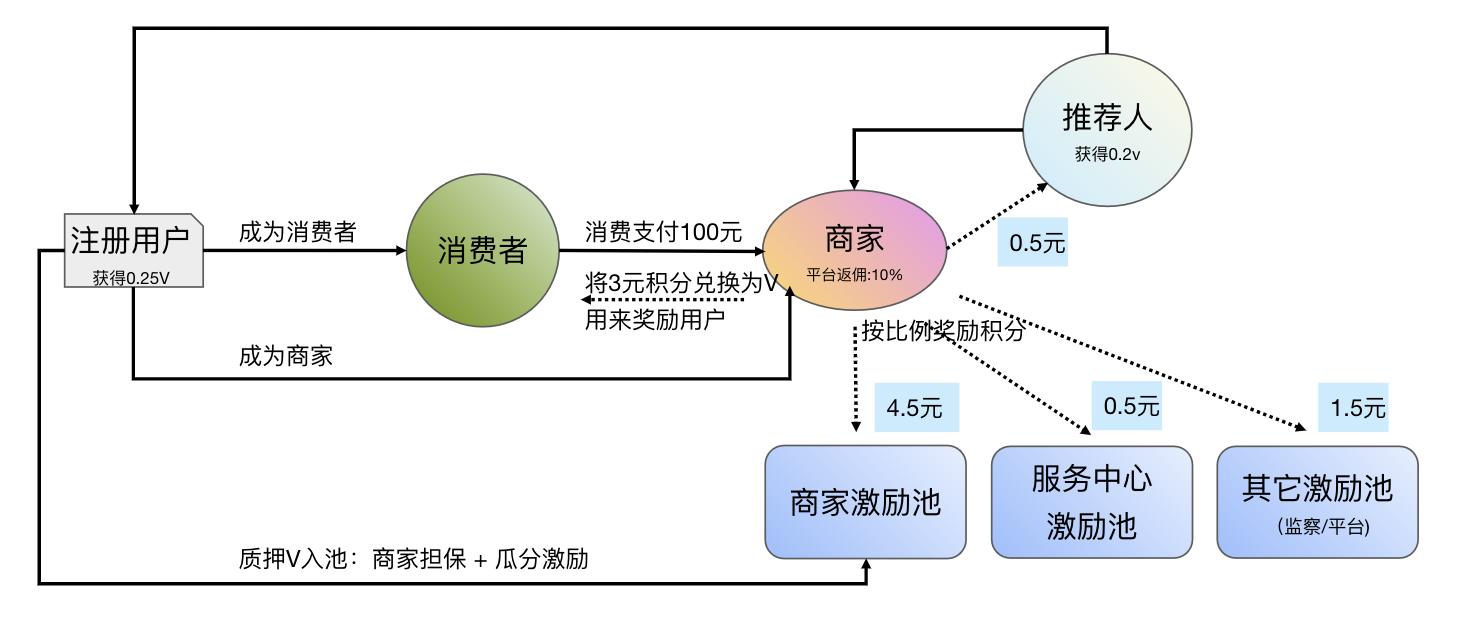 推荐人
获得0.2v
注册用户
获得0.25V
成为消费者
消费者
消费支付100元
将3元积分兑换为V
用来奖励用户
商家
平台返佣:10%
0.5元
按比例奖励积分
成为商家
4.5元
0.5元
1.5元
商家激励池
服务中心
激励池
其它激励池
(监察/平台)
质押V入池：商家担保 + 瓜分激励